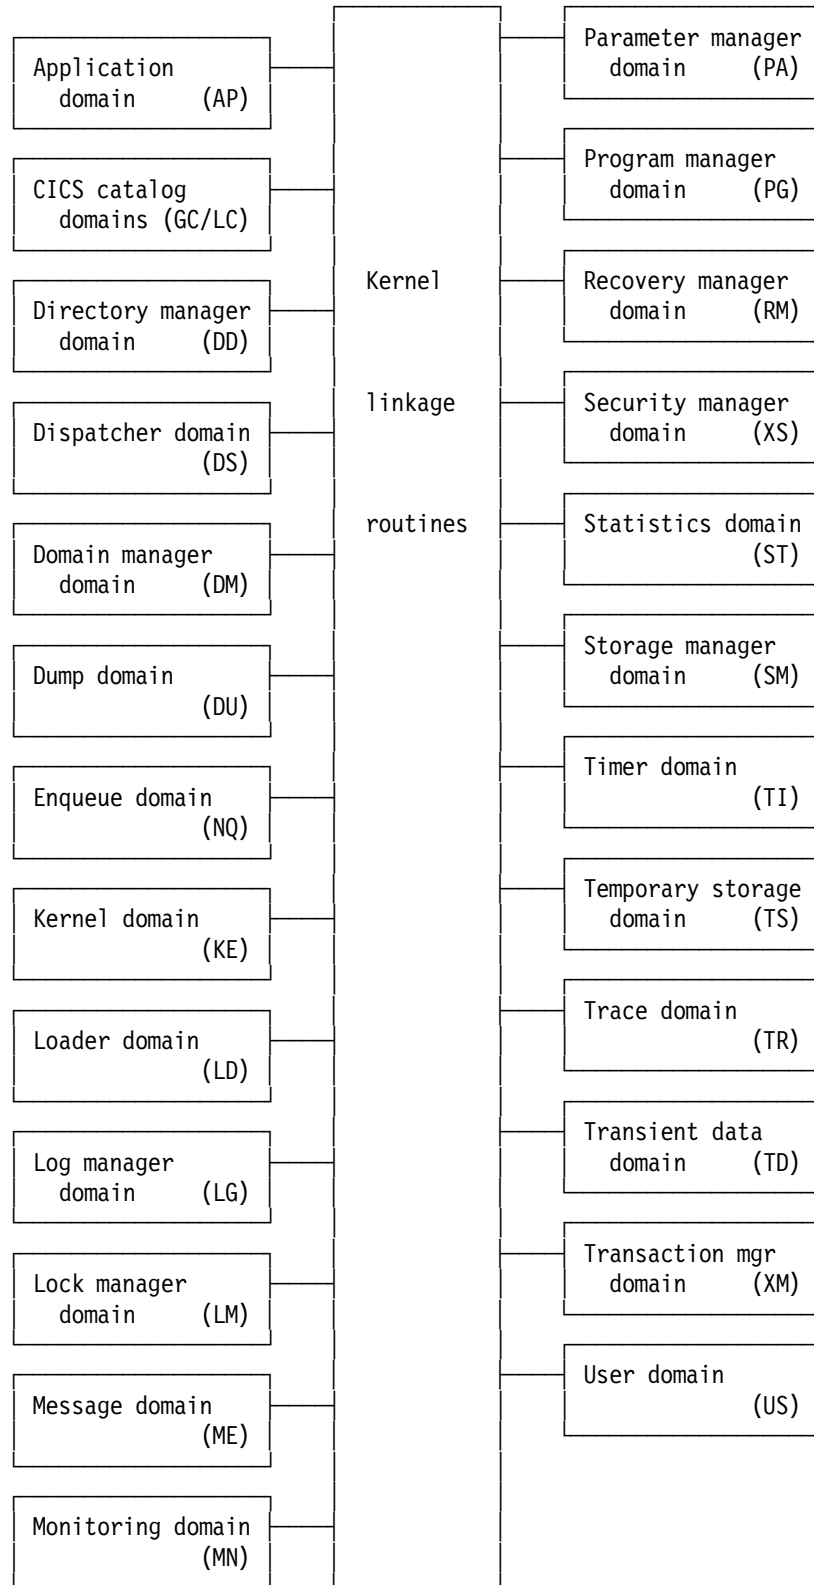 Application
domain (AP)
CICS catalog
domains (GC/LC)
Directory manager
domain (DD)
Dispatcher domain
(DS)
Domain manager
domain (DM)
Dump domain
(DU)
Enqueue domain
(NQ)
Kernel domain
(KE)
Loader domain
(LD)
Log manager
domain (LG)
Lock manager
domain (LM)
Message domain
(ME)
Monitoring domain
(MN)
Kernel
linkage
routines
Parameter manager
domain (PA)
Program manager
domain (PG)
Recovery manager
domain (RM)
Security manager
domain (XS)
Statistics domain
(ST)
Storage manager
domain (SM)
Timer domain
(TI)
Temporary storage
domain (TS)
Trace domain
(TR)
Transient data
domain (TD)
Transaction mgr
domain (XM)
User domain
(US)